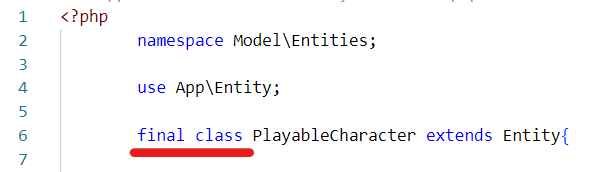 1 <?php
2 namespace Model\Entities;
3
4 use App\Entity;
5
6 final class PlayableCharacter extends Entity{
7